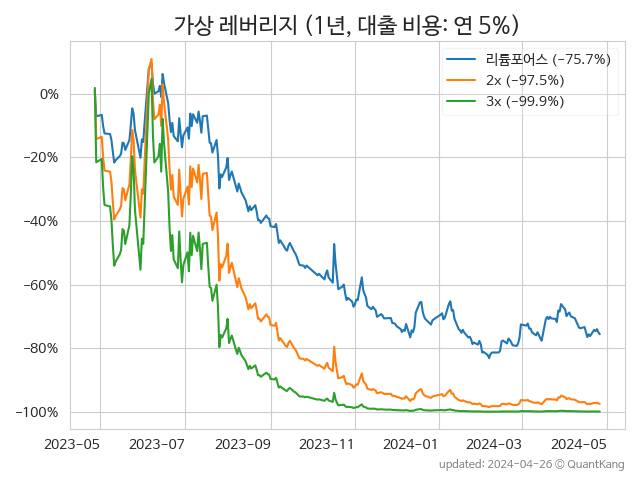 가상 레버리지 (1년, 대출 비용: 연 5%)
리튬포어스 (−75.7%)
2x (−97.5%)
3x (−99.9%)
0%
−20%
−40%
−60%
−80%
−100%
2023-05 2023-07 2023-09 2023-11 2024-01 2024-03 2024-05
updated: 2024-04-26 © QuantKang